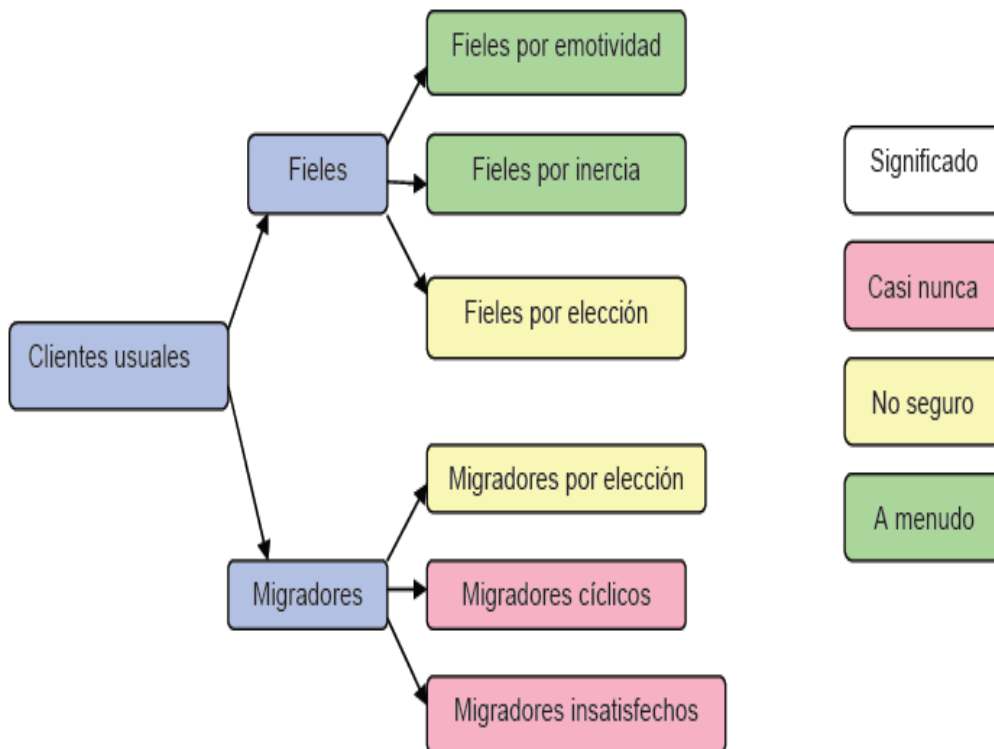 Fieles por emotividad
Fieles
Fieles por inercia
Fieles por elección
Clientes usuales
Migradores por elección
Migradores
Migradores cíclicos
Migradores insatisfechos
Significado
Casi nunca
No seguro
A menudo